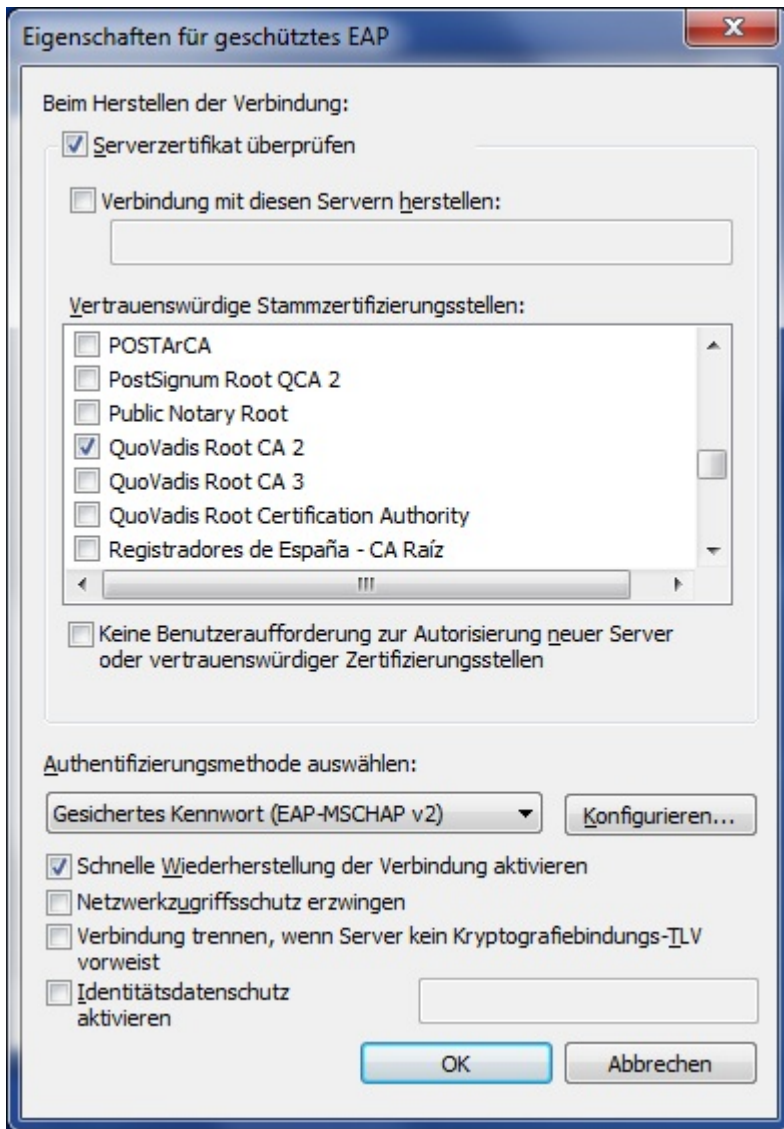 Eigenschaften für geschütztes EAP
Beim Herstellen der Verbindung:
Serverzertifikat überprüfen
Verbindung mit diesen Servern herstellen:
Vertrauenswürdige Stammzertifizierungsstellen:
POSTArCA
PostSignum Root QCA 2
Public Notary Root
QuoVadis Root CA 2
QuoVadis Root CA 3
QuoVadis Root Certification Authority
Registradores de España - CA Raíz
Keine Benutzeraufforderung zur Autorisierung neuer Server
oder vertrauenswürdiger Zertifizierungsstellen
Authentifizierungsmethode auswählen:
Gesichertes Kennwort (EAP-MSCHAP v2)
Konfigurieren...
Schnelle Wiederherstellung der Verbindung aktivieren
Netzwerkzugriffsschutz erzwingen
Verbindung trennen, wenn Server kein Kryptografiebindungs-TLV
vorweist
Identitätsdatenschutz
aktivieren
OK
Abbrechen